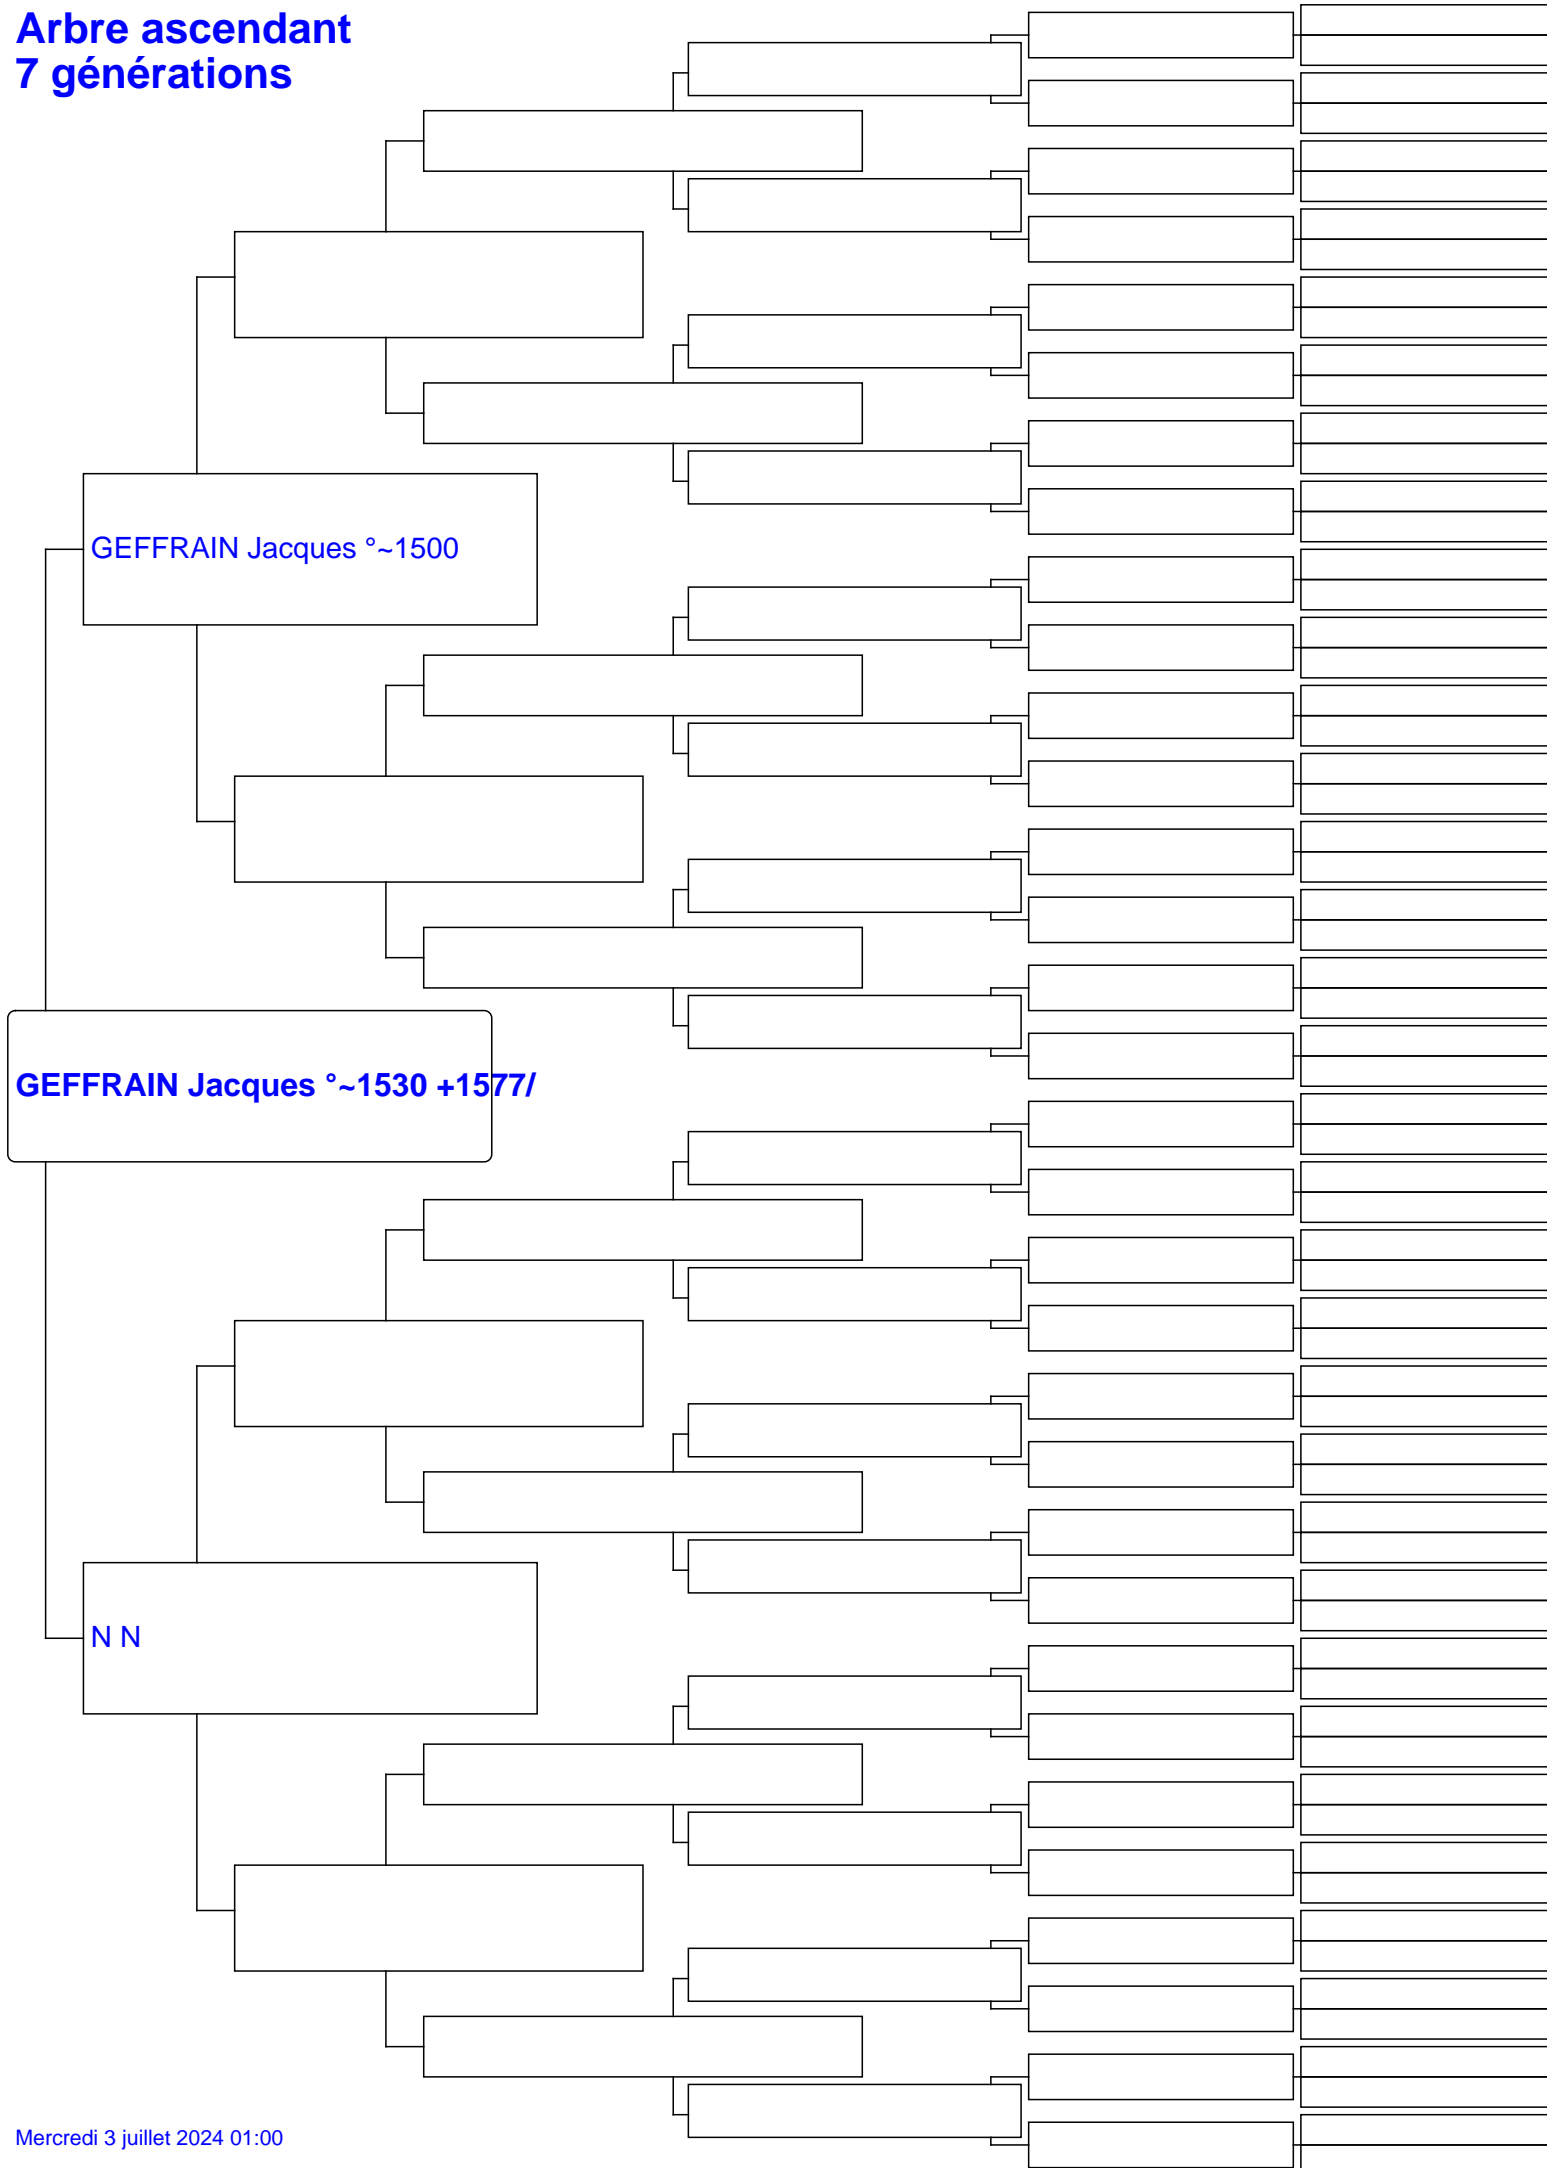 Arbre ascendant
7 générations
GEFFRAIN Jacques °~1500
GEFFRAIN Jacques °~1530 +1577/
N N
Mercredi 3 juillet 2024 01:00